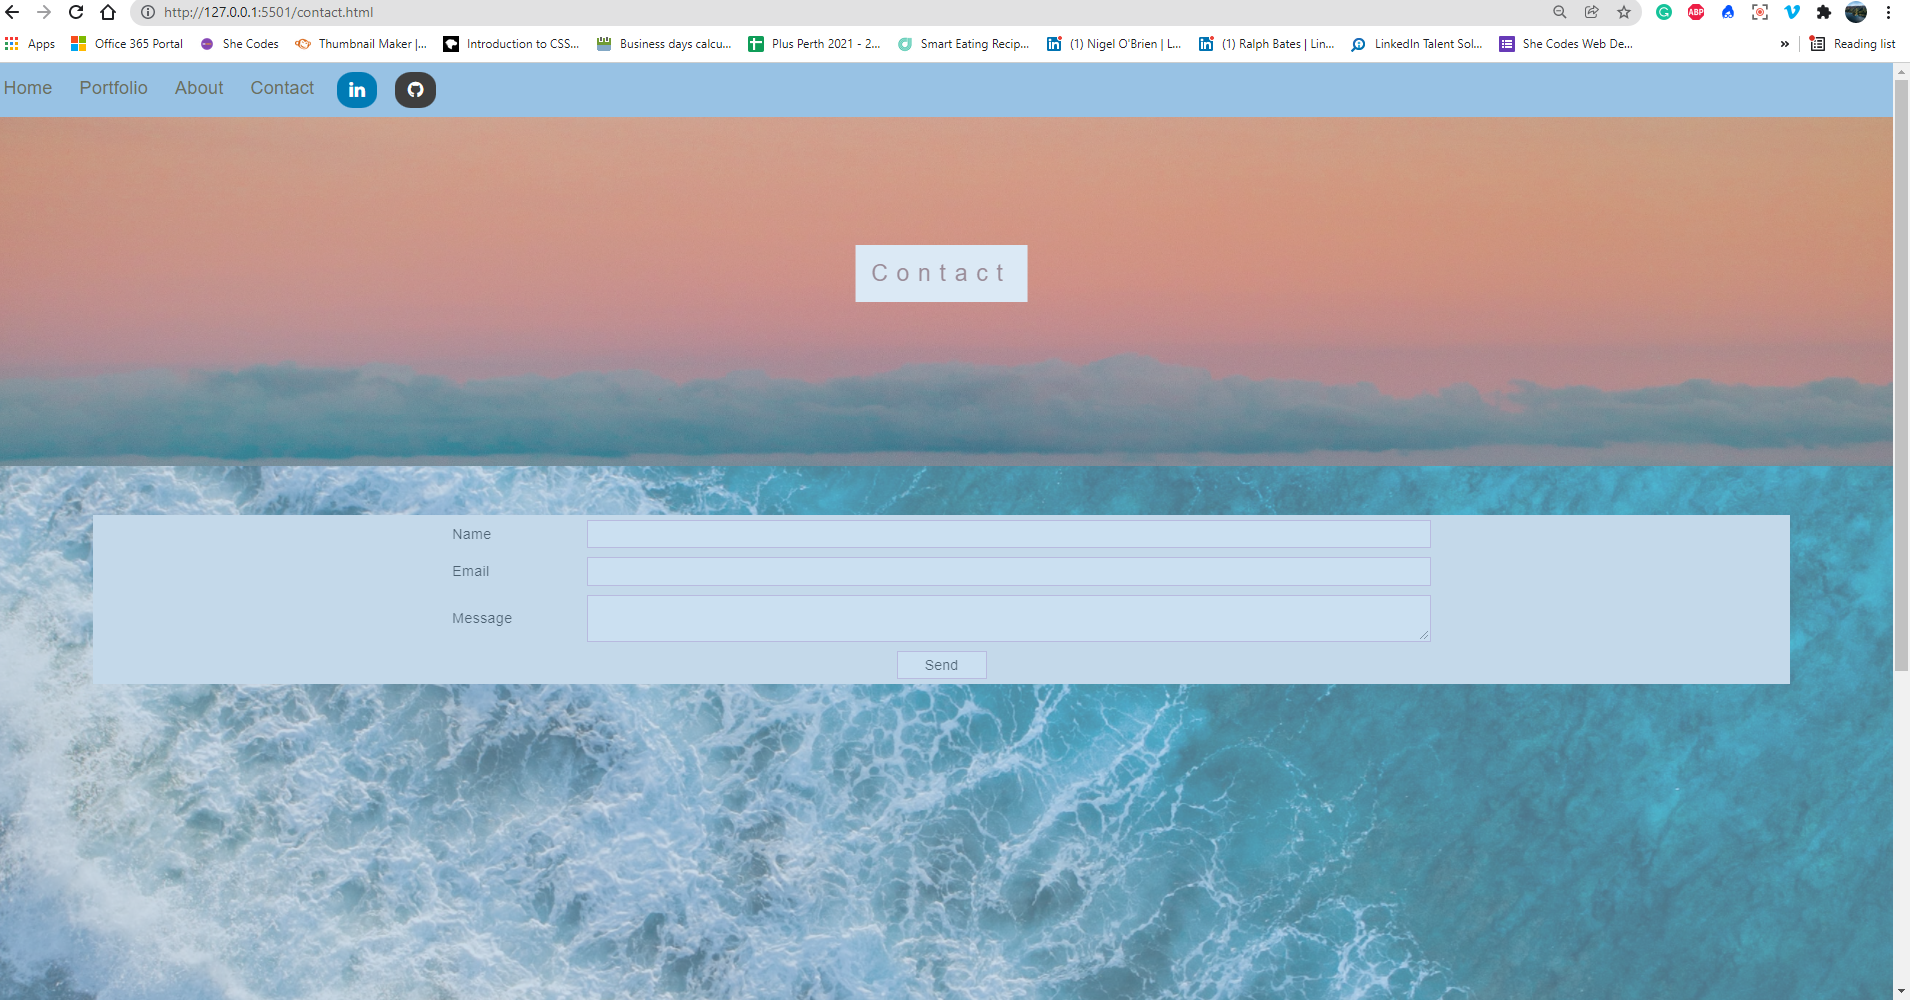 http://127.0.0.1:5501/contact.html
ABP
Apps Office 365 Portal She Codes Thumbnail Maker |... Introduction to CSS... Business days calcu... Plus Perth 2021 - 2... Smart Eating Recip... (1) Nigel O'Brien | L... (1) Ralph Bates | Lin... LinkedIn Talent Sol... She Codes Web De... » Reading list
Home Portfolio About Contact in
Contact
Name
Email
Message
Send